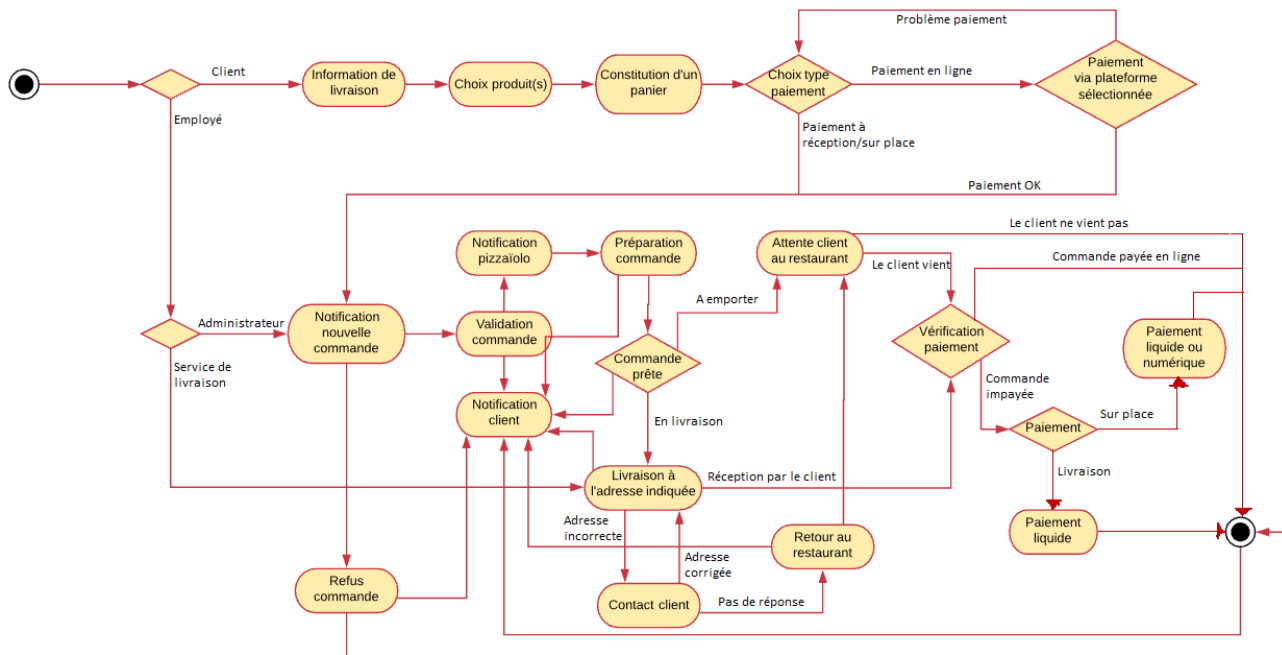 Problème paiement
Client
Information de
livraison
Choix produit(s)
Constitution d'un
panier
Choix type
paiement
Paiement en ligne
Paiement
via plateforme
sélectionnée
Employé
Paiement à
réception/sur place
Paiement OK
Notification
pizzaïolo
Préparation
commande
Attente client
au restaurant
Le client ne vient pas
Le client vient
Commande payée en ligne
A emporter
Administrateur
Notification
nouvelle
commande
Validation
commande
Vérification
paiement
Paiement
liquide ou
numérique
Service de
livraison
Commande
prête
Commande
impayée
Notification
client
En livraison
Paiement
Sur place
Livraison à
l'adresse indiquée
Réception par le client
Livraison
Adresse
incorrecte
Adresse
corrigée
Retour au
restaurant
Paiement
liquide
Refus
commande
Contact client
Pas de réponse